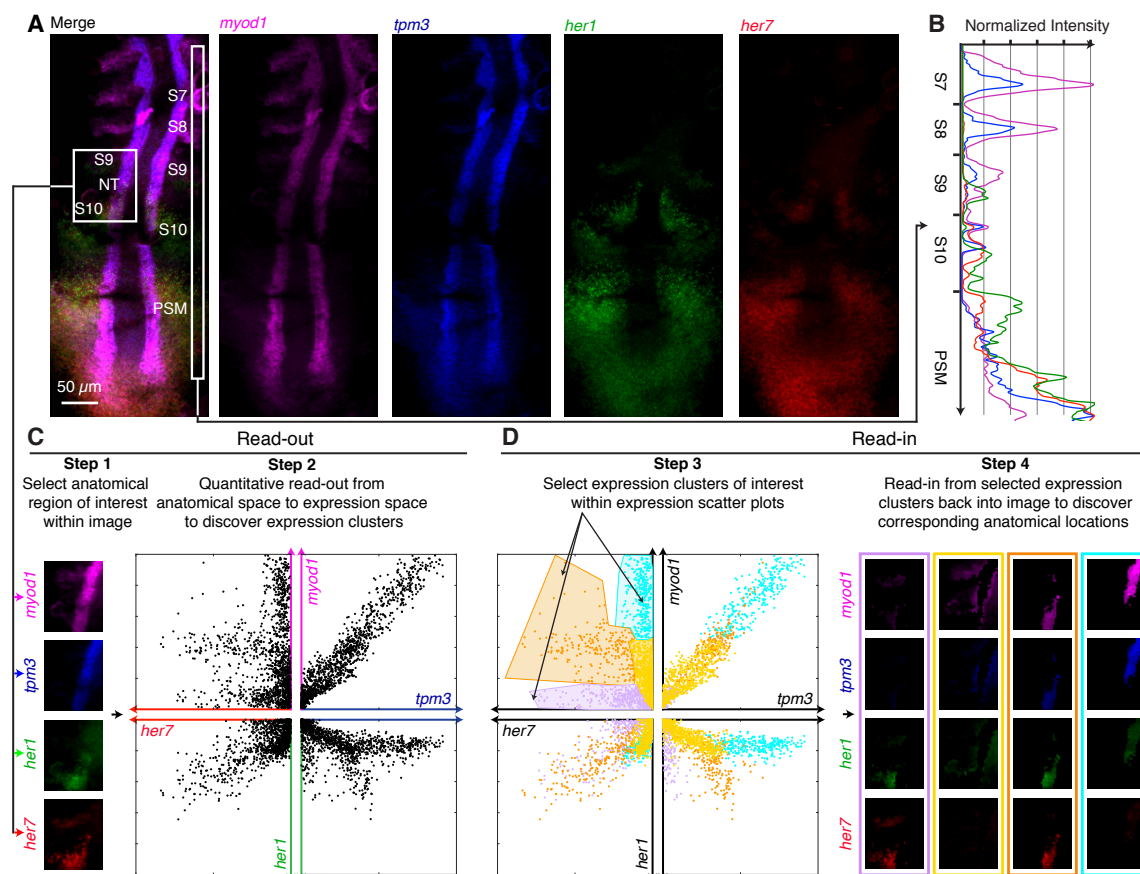 A
Merge
myod1
tpm3
her1
her7
B
Normalized Intensity
S7
S8
S9
S9
NT
S10
S10
PSM
50 µm
S7
S8
S9
S10
PSM
C
Read-out
Step 1
Select anatomical
region of interest
within image
Step 2
Quantitative read-out from
anatomical space to expression space
to discover expression clusters
D
Read-in
Step 3
Select expression clusters of interest
within expression scatter plots
Step 4
Read-in from selected expression
clusters back into image to discover
corresponding anatomical locations
myod1
tpm3
her1
her7
myod1
tpm3
her7
her1
myod1
tpm3
her7
her1
myod1
tpm3
her1
her7